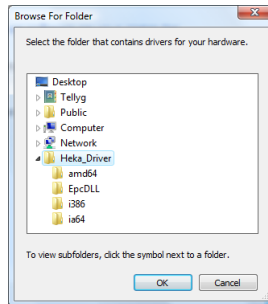 Browse For Folder
Select the folder that contains drivers for your hardware.
Desktop
Tellyg
Public
Computer
Network
Heka_Driver
amd64
EpcDLL
i386
ia64
To view subfolders, click the symbol next to a folder.
OK Cancel